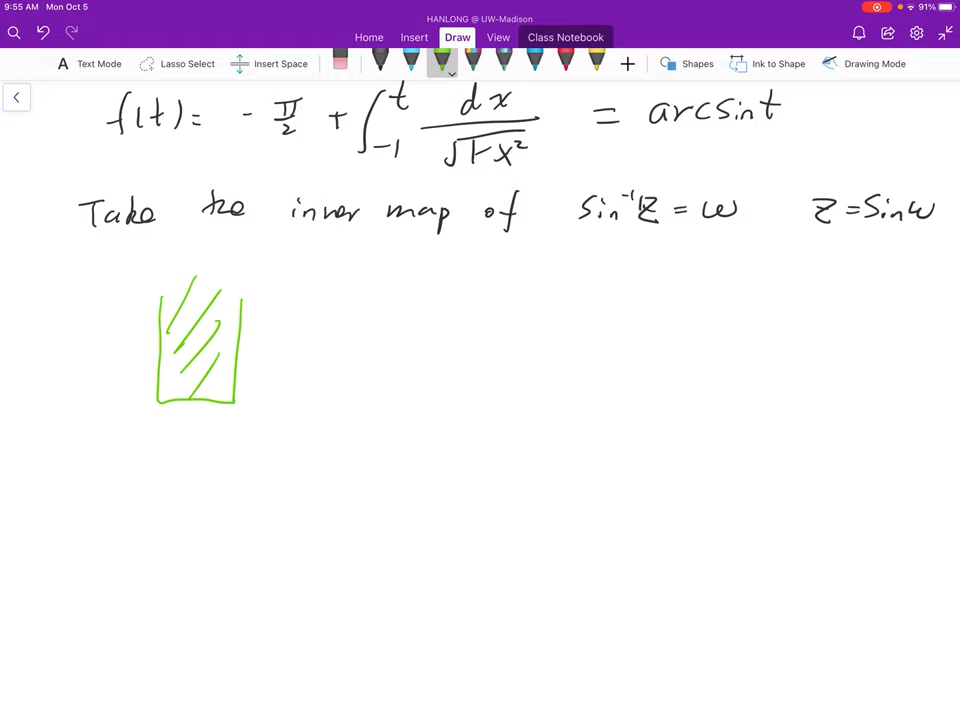 9:55 AM Mon Oct 5
91%
HANLONG @ UW-Madison
Home Insert Draw View Class Notebook
Text Mode Lasso Select Insert Space Shapes Ink to Shape Drawing Mode
f(t)= - π/2 + ∫_{-1}^{t} dx/√(1-x²) = arcsin t
Take the inver map of sin⁻¹z = w z = sin w